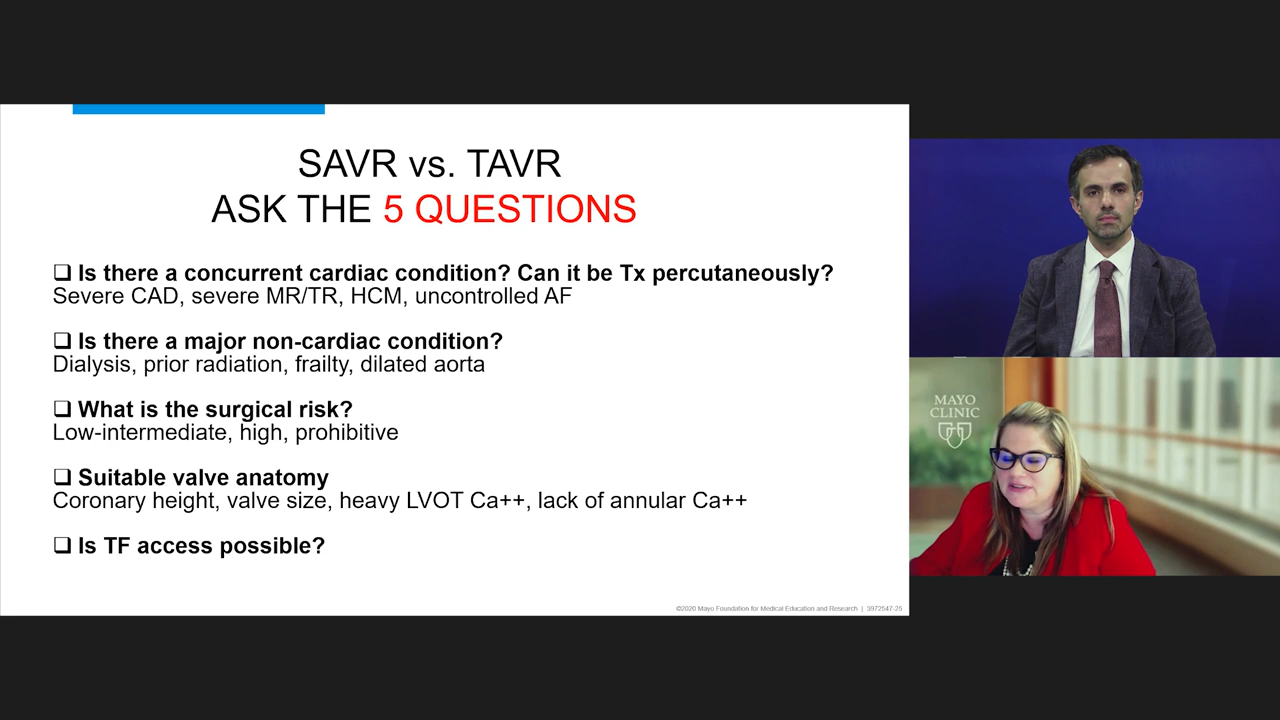 SAVR vs. TAVR
ASK THE 5 QUESTIONS
❑ Is there a concurrent cardiac condition? Can it be Tx percutaneously?
Severe CAD, severe MR/TR, HCM, uncontrolled AF
❑ Is there a major non-cardiac condition?
Dialysis, prior radiation, frailty, dilated aorta
❑ What is the surgical risk?
Low-intermediate, high, prohibitive
❑ Suitable valve anatomy
Coronary height, valve size, heavy LVOT Ca++, lack of annular Ca++
❑ Is TF access possible?
©2020 Mayo Foundation for Medical Education and Research | 3972547-25
MAYO
CLINIC